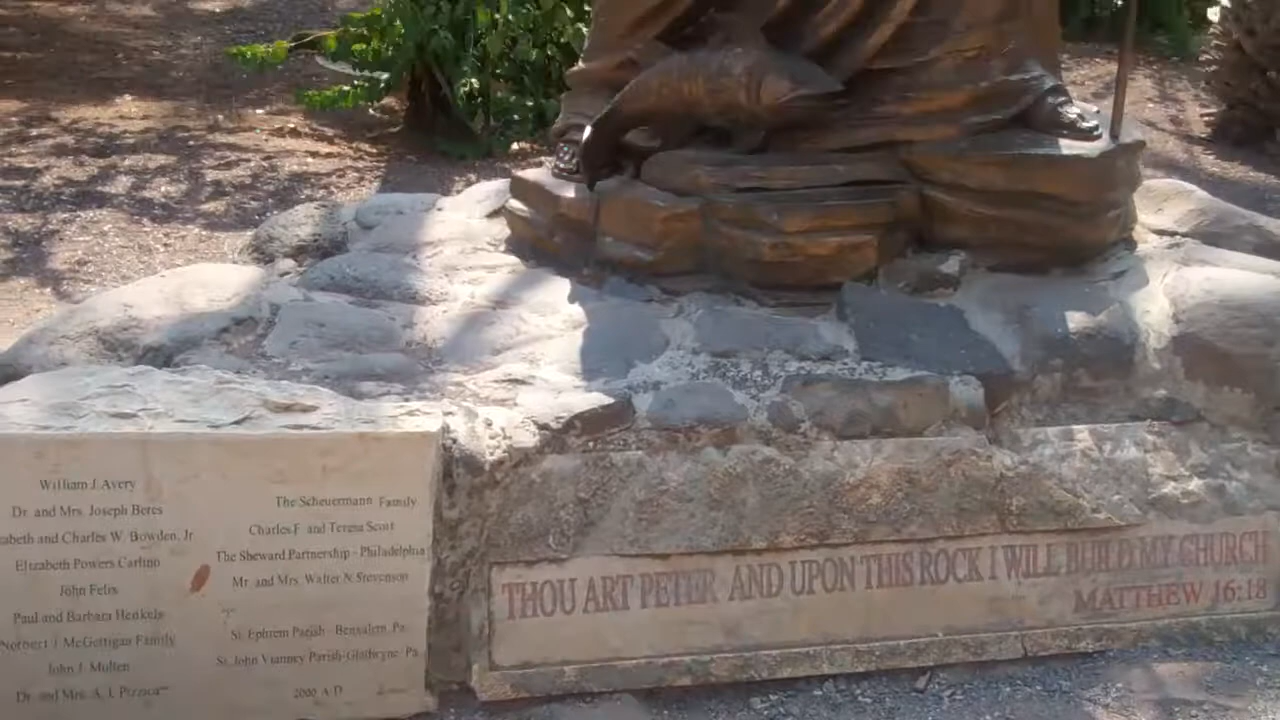 William J. Avery
Dr. and Mrs. Joseph Beres
abeth and Charles W. Bowden, Jr
Elizabeth Powers Carlino
John Felix
Paul and Barbara Henkels
Norbert J McGettigan Family
John J. Mullen
Dr. and Mrs. A. J.
The Scheuermann Family
Charles F. and Teresa Scott
The Sheward Partnership - Philadelphia
Mr. and Mrs. Walter N. Stevenson
St. Ephrem Parish - Bensalem, Pa.
St. John Vianney Parish - Pa.
2000 A.D.
THOU ART PETER AND UPON THIS ROCK I WILL BUILD MY CHURCH
MATTHEW 16:18